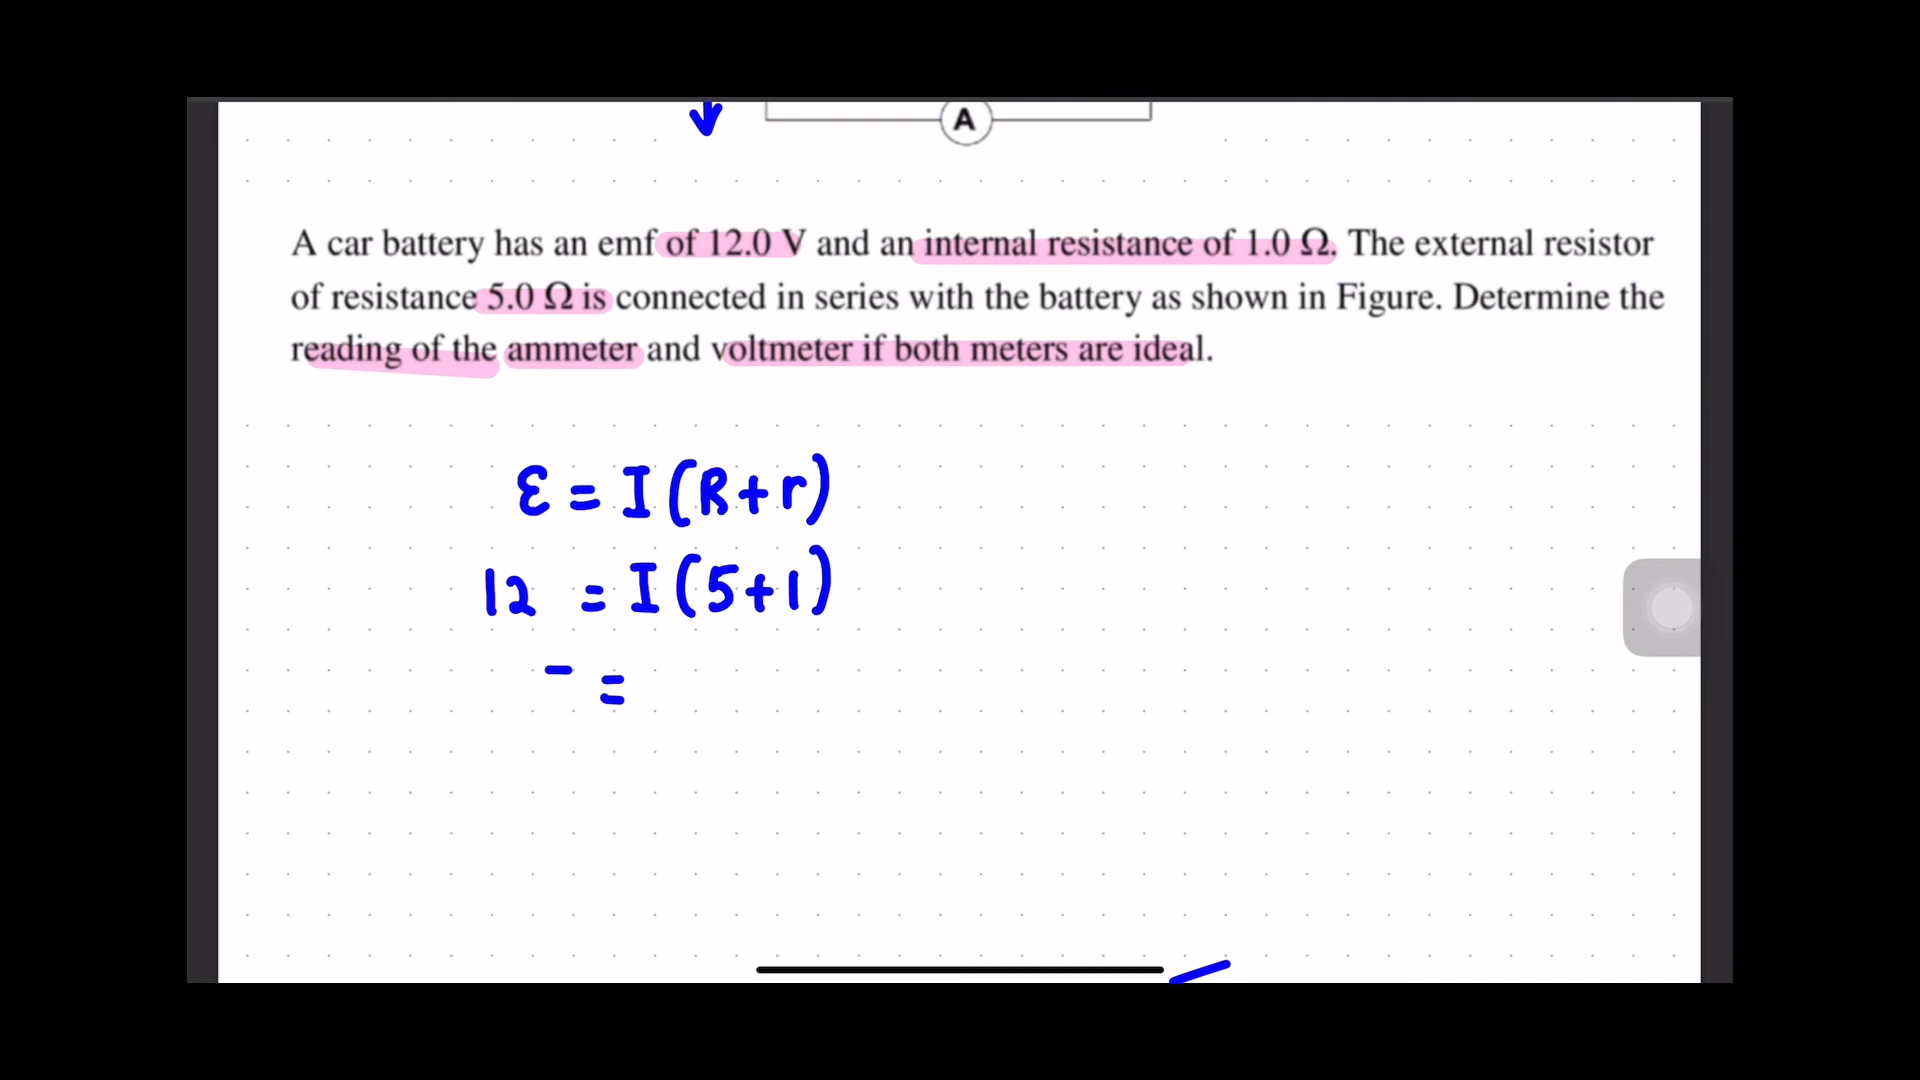 A
A car battery has an emf of 12.0 V and an internal resistance of 1.0 Ω. The external resistor
of resistance 5.0 Ω is connected in series with the battery as shown in Figure. Determine the
reading of the ammeter and voltmeter if both meters are ideal.
ε = I (R+r)
12 = I (5+1)
- =